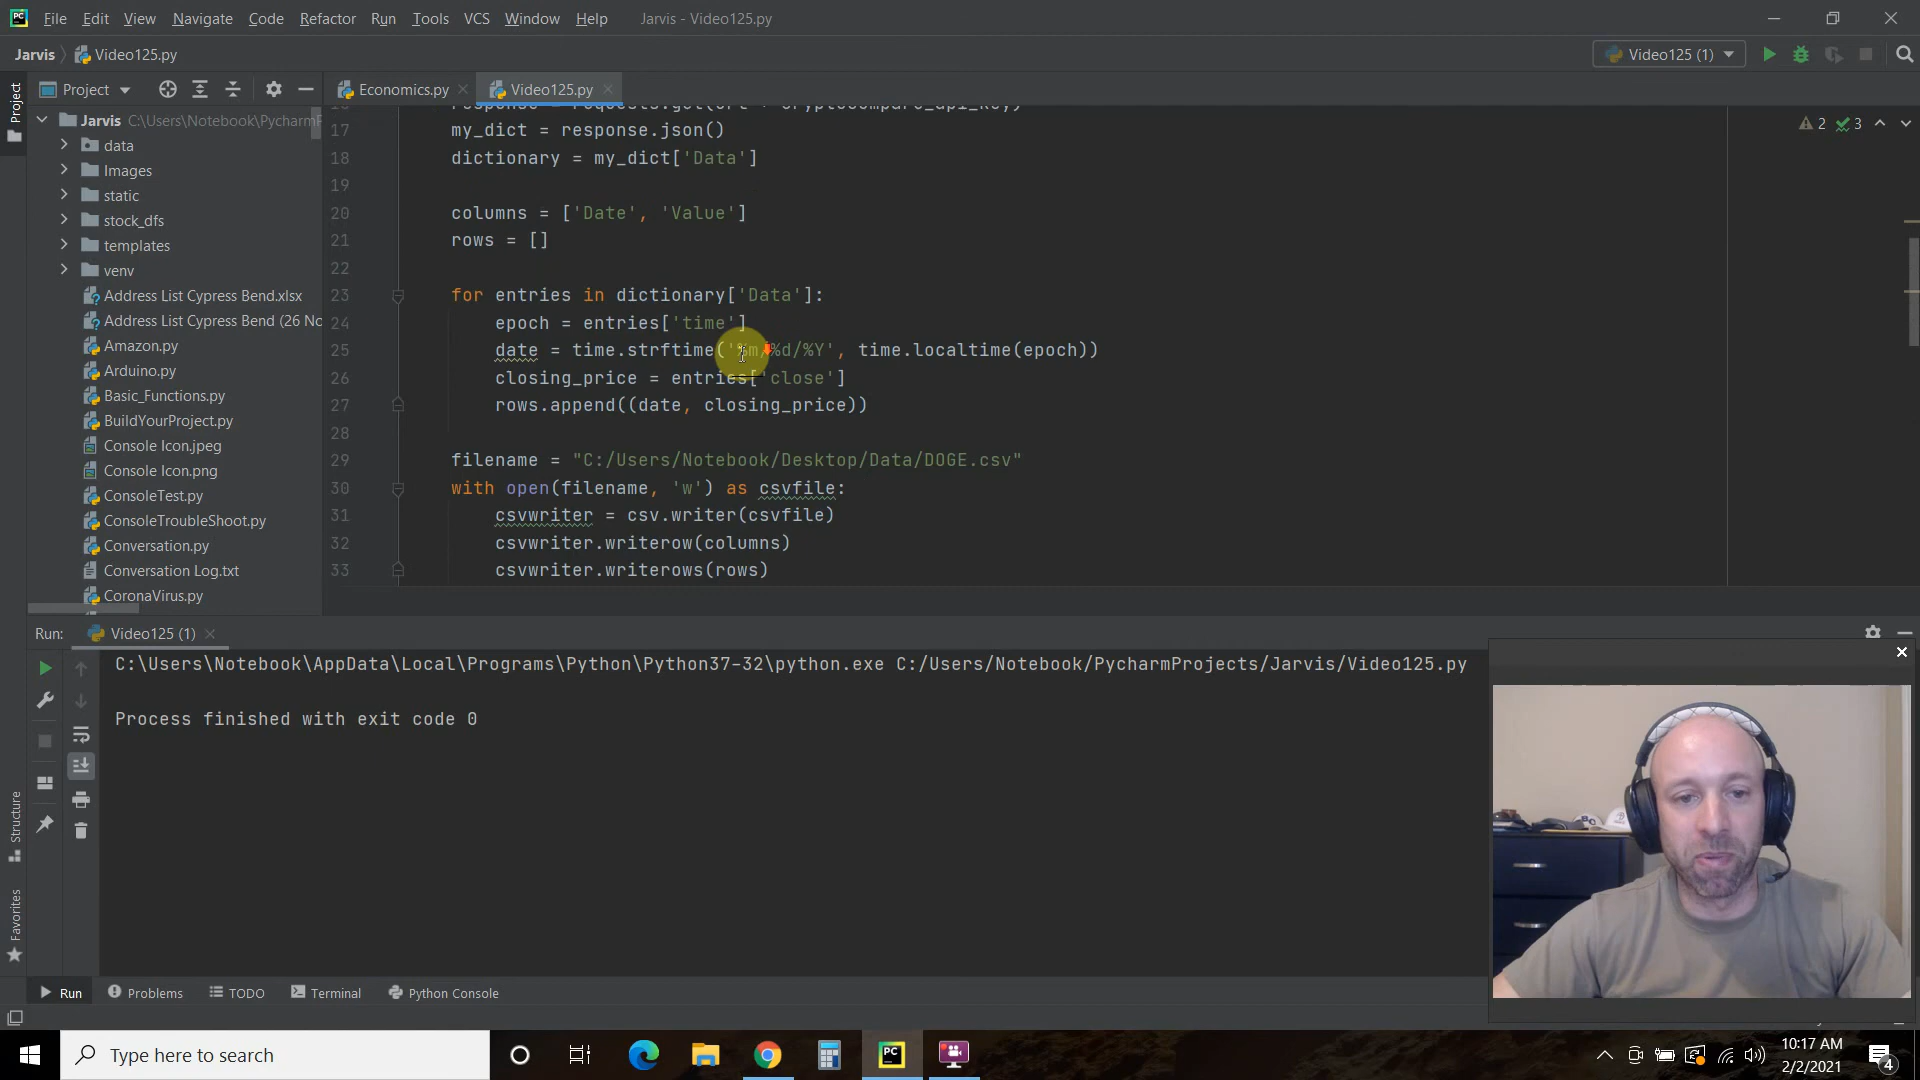 File Edit View Navigate Code Refactor Run Tools VCS Window Help Jarvis - Video125.py
Jarvis Video125.py Video125 (1)
Project Economics.py Video125.py
Jarvis C:\Users\Notebook\PycharmP
data
Images
static
stock_dfs
templates
venv
Address List Cypress Bend.xlsx
Address List Cypress Bend (26 No
Amazon.py
Arduino.py
Basic_Functions.py
BuildYourProject.py
Console Icon.jpeg
Console Icon.png
ConsoleTest.py
ConsoleTroubleShoot.py
Conversation.py
Conversation Log.txt
CoronaVirus.py
Project
Structure
Favorites
2 3
17 my_dict = response.json()
18 dictionary = my_dict['Data']
19
20 columns = ['Date', 'Value']
21 rows = []
22
23 for entries in dictionary['Data']:
24 epoch = entries['time']
25 date = time.strftime('%m/%d/%Y', time.localtime(epoch))
26 closing_price = entries['close']
27 rows.append((date, closing_price))
28
29 filename = "C:/Users/Notebook/Desktop/Data/DOGE.csv"
30 with open(filename, 'w') as csvfile:
31 csvwriter = csv.writer(csvfile)
32 csvwriter.writerow(columns)
33 csvwriter.writerows(rows)
Run: Video125 (1)
C:\Users\Notebook\AppData\Local\Programs\Python\Python37-32\python.exe C:/Users/Notebook/PycharmProjects/Jarvis/Video125.py
Process finished with exit code 0
Run Problems TODO Terminal Python Console
Type here to search
PC
10:17 AM
2/2/2021
4